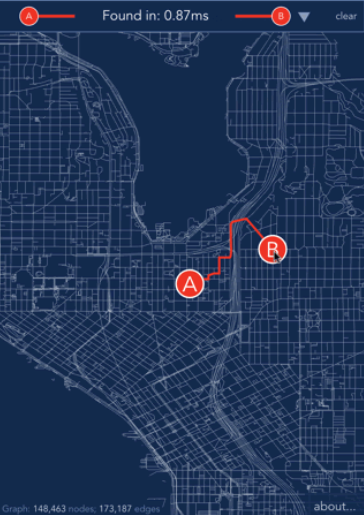 A Found in: 0.87ms B clear
B
A
Graph: 148,463 nodes; 173,187 edges about...